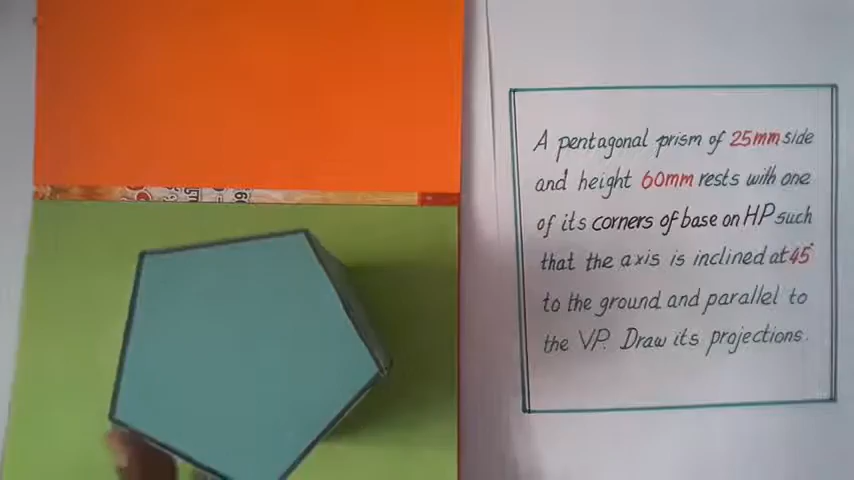 A pentagonal prism of 25mm side
and height 60mm rests with one
of its corners of base on HP such
that the axis is inclined at 45°
to the ground and parallel to
the VP. Draw its projections.